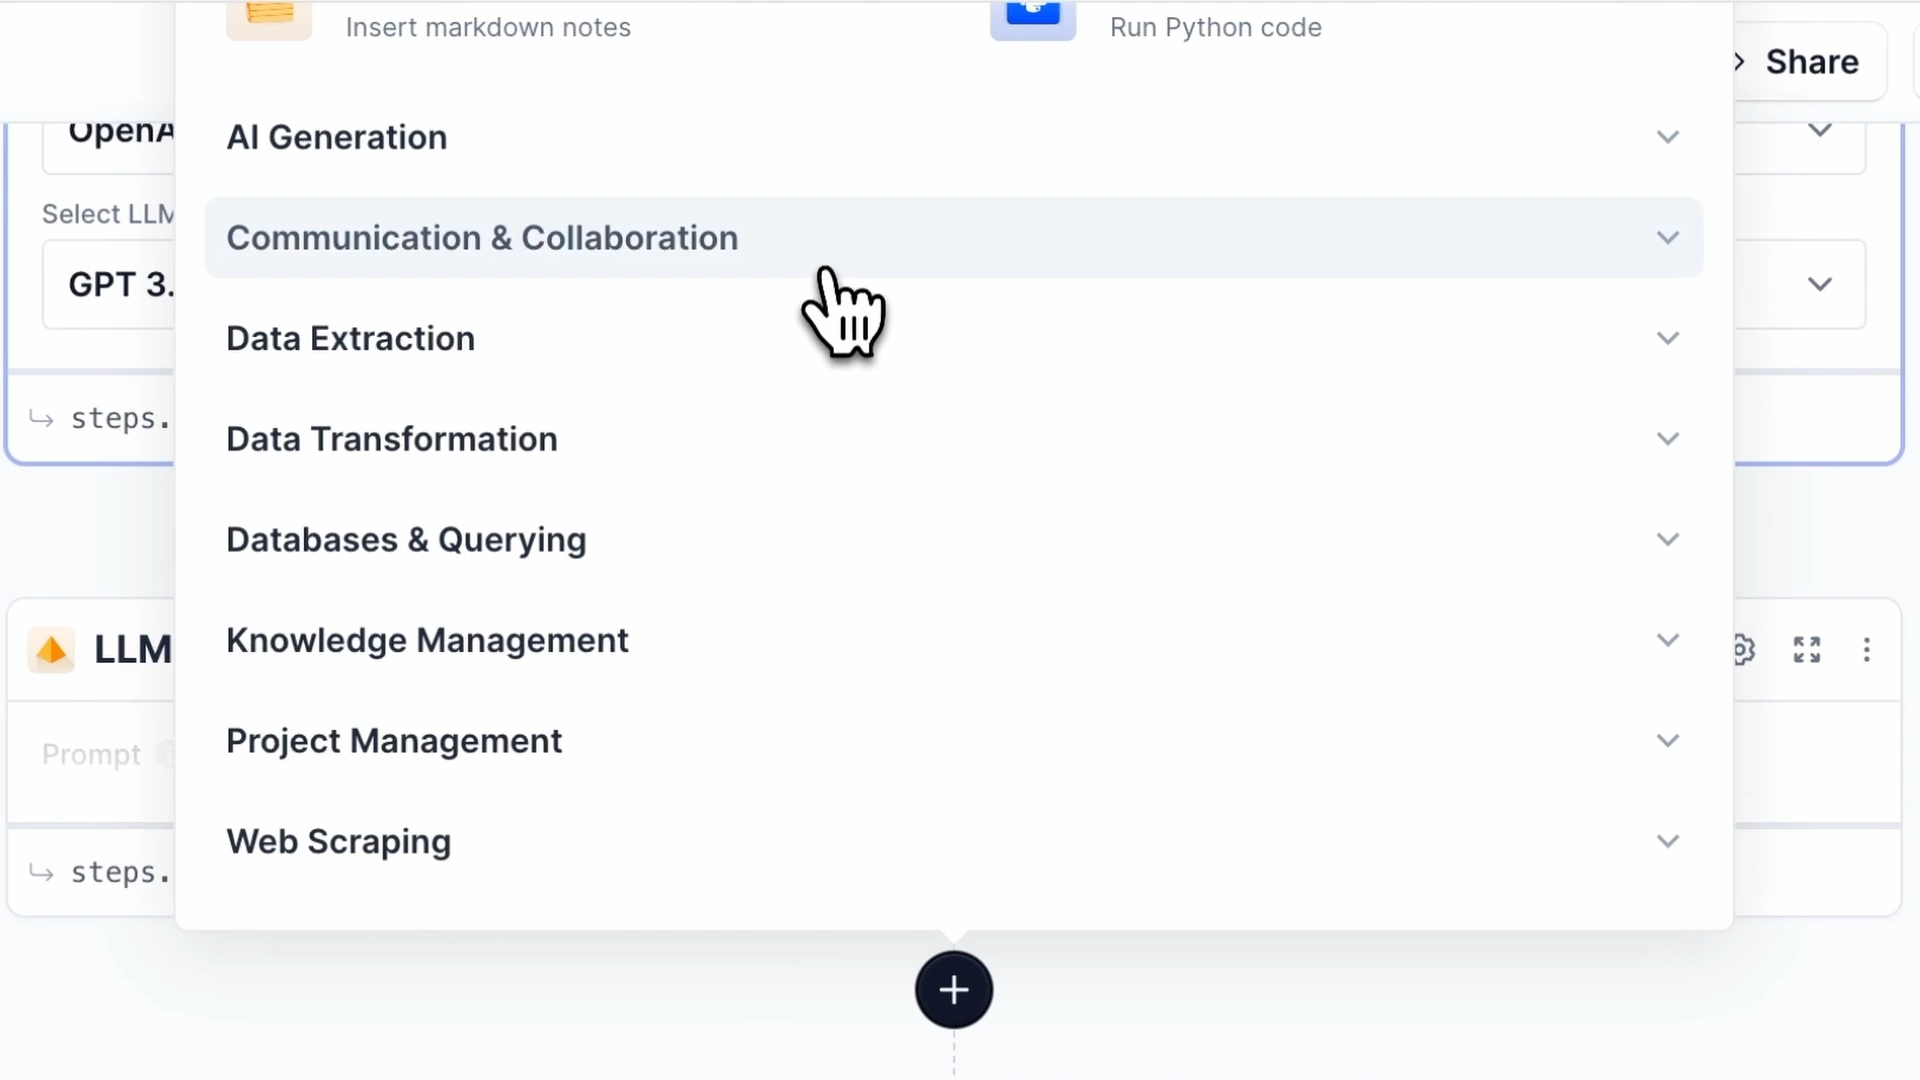 Insert markdown notes
Run Python code
Share
AI Generation
OpenA
Select LLM
Communication & Collaboration
GPT 3.
Data Extraction
steps.
Data Transformation
Databases & Querying
LLM
Knowledge Management
Prompt
Project Management
Web Scraping
steps.